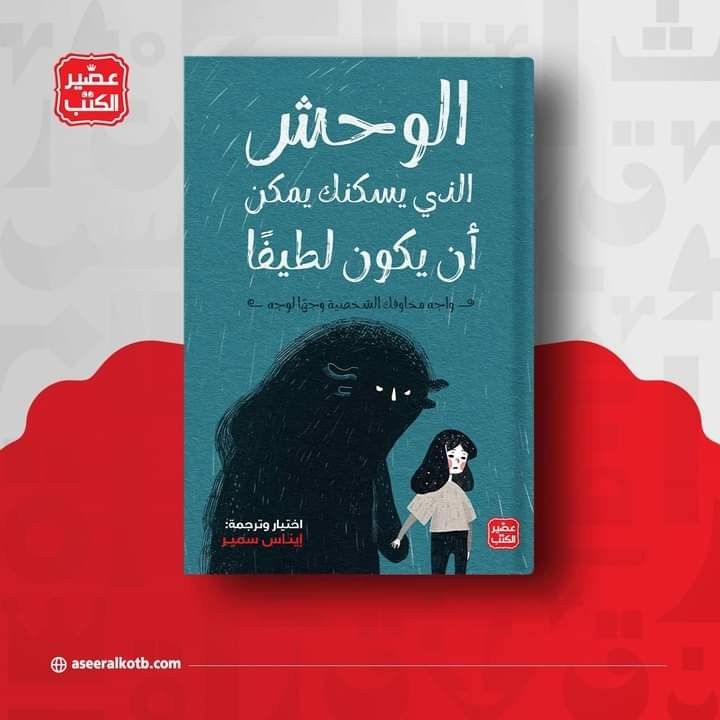 عصير
الكتب
الوحش
الذي يسكنك يمكن
أن يكون لطيفًا
واجه مخاوفك الشخصية وجهًا لوجه
اختيار وترجمة:
إيناس سمير
عصير
الكتب
aseeralkotb.com